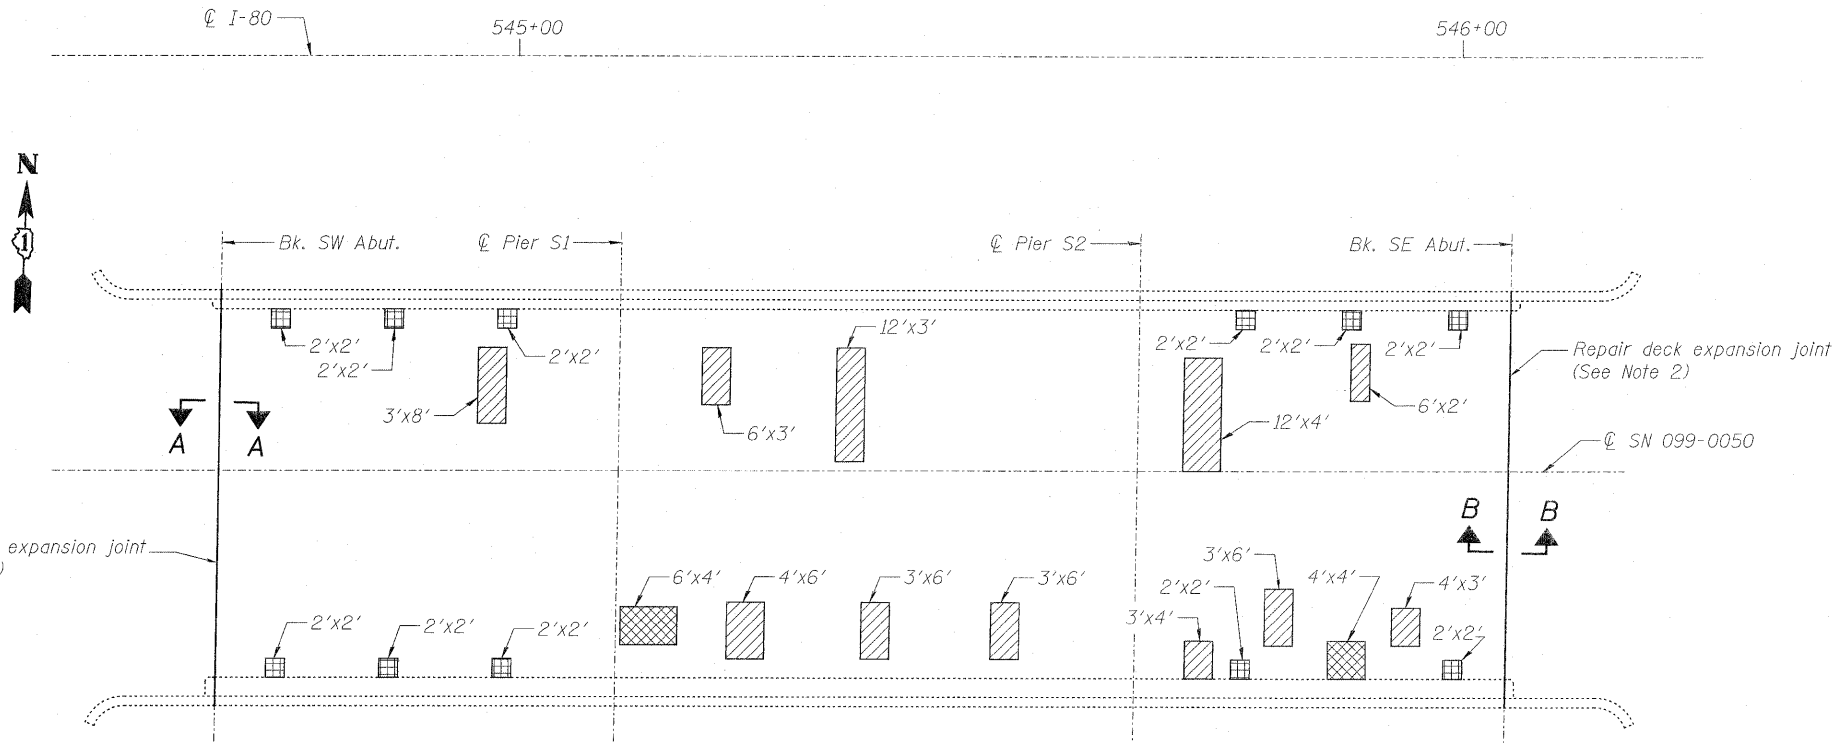 ℄ I-80
545+00
546+00
N
1
Bk. SW Abut.
℄ Pier S1
℄ Pier S2
Bk. SE Abut.
2'x2'
2'x2'
2'x2'
12'x3'
2'x2'
2'x2'
2'x2'
Repair deck expansion joint
(See Note 2)
3'x8'
6'x3'
6'x2'
12'x4'
A
A
℄ SN 099-0050
B
B
expansion joint
)
3'x6'
6'x4'
4'x6'
3'x6'
3'x6'
2'x2'
4'x4'
4'x3'
3'x4'
2'x2'
2'x2'
2'x2'
2'x2'